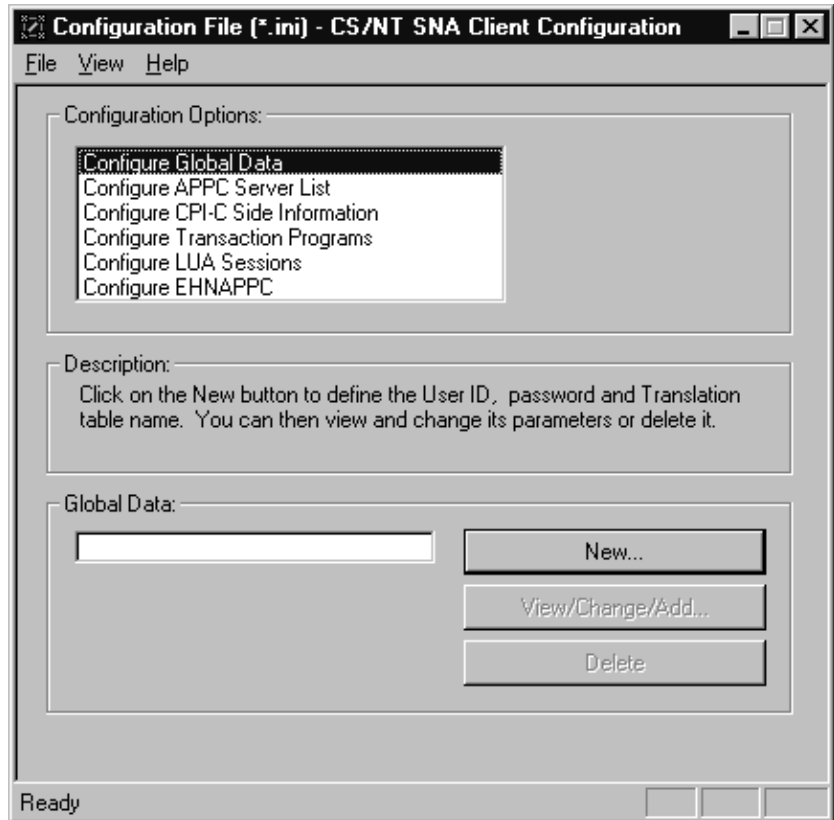 Configuration File (*.ini) - CS/NT SNA Client Configuration
File View Help
Configuration Options:
Configure Global Data
Configure APPC Server List
Configure CPI-C Side Information
Configure Transaction Programs
Configure LUA Sessions
Configure EHNAPPC
Description:
Click on the New button to define the User ID, password and Translation
table name. You can then view and change its parameters or delete it.
Global Data:
New...
View/Change/Add...
Delete
Ready